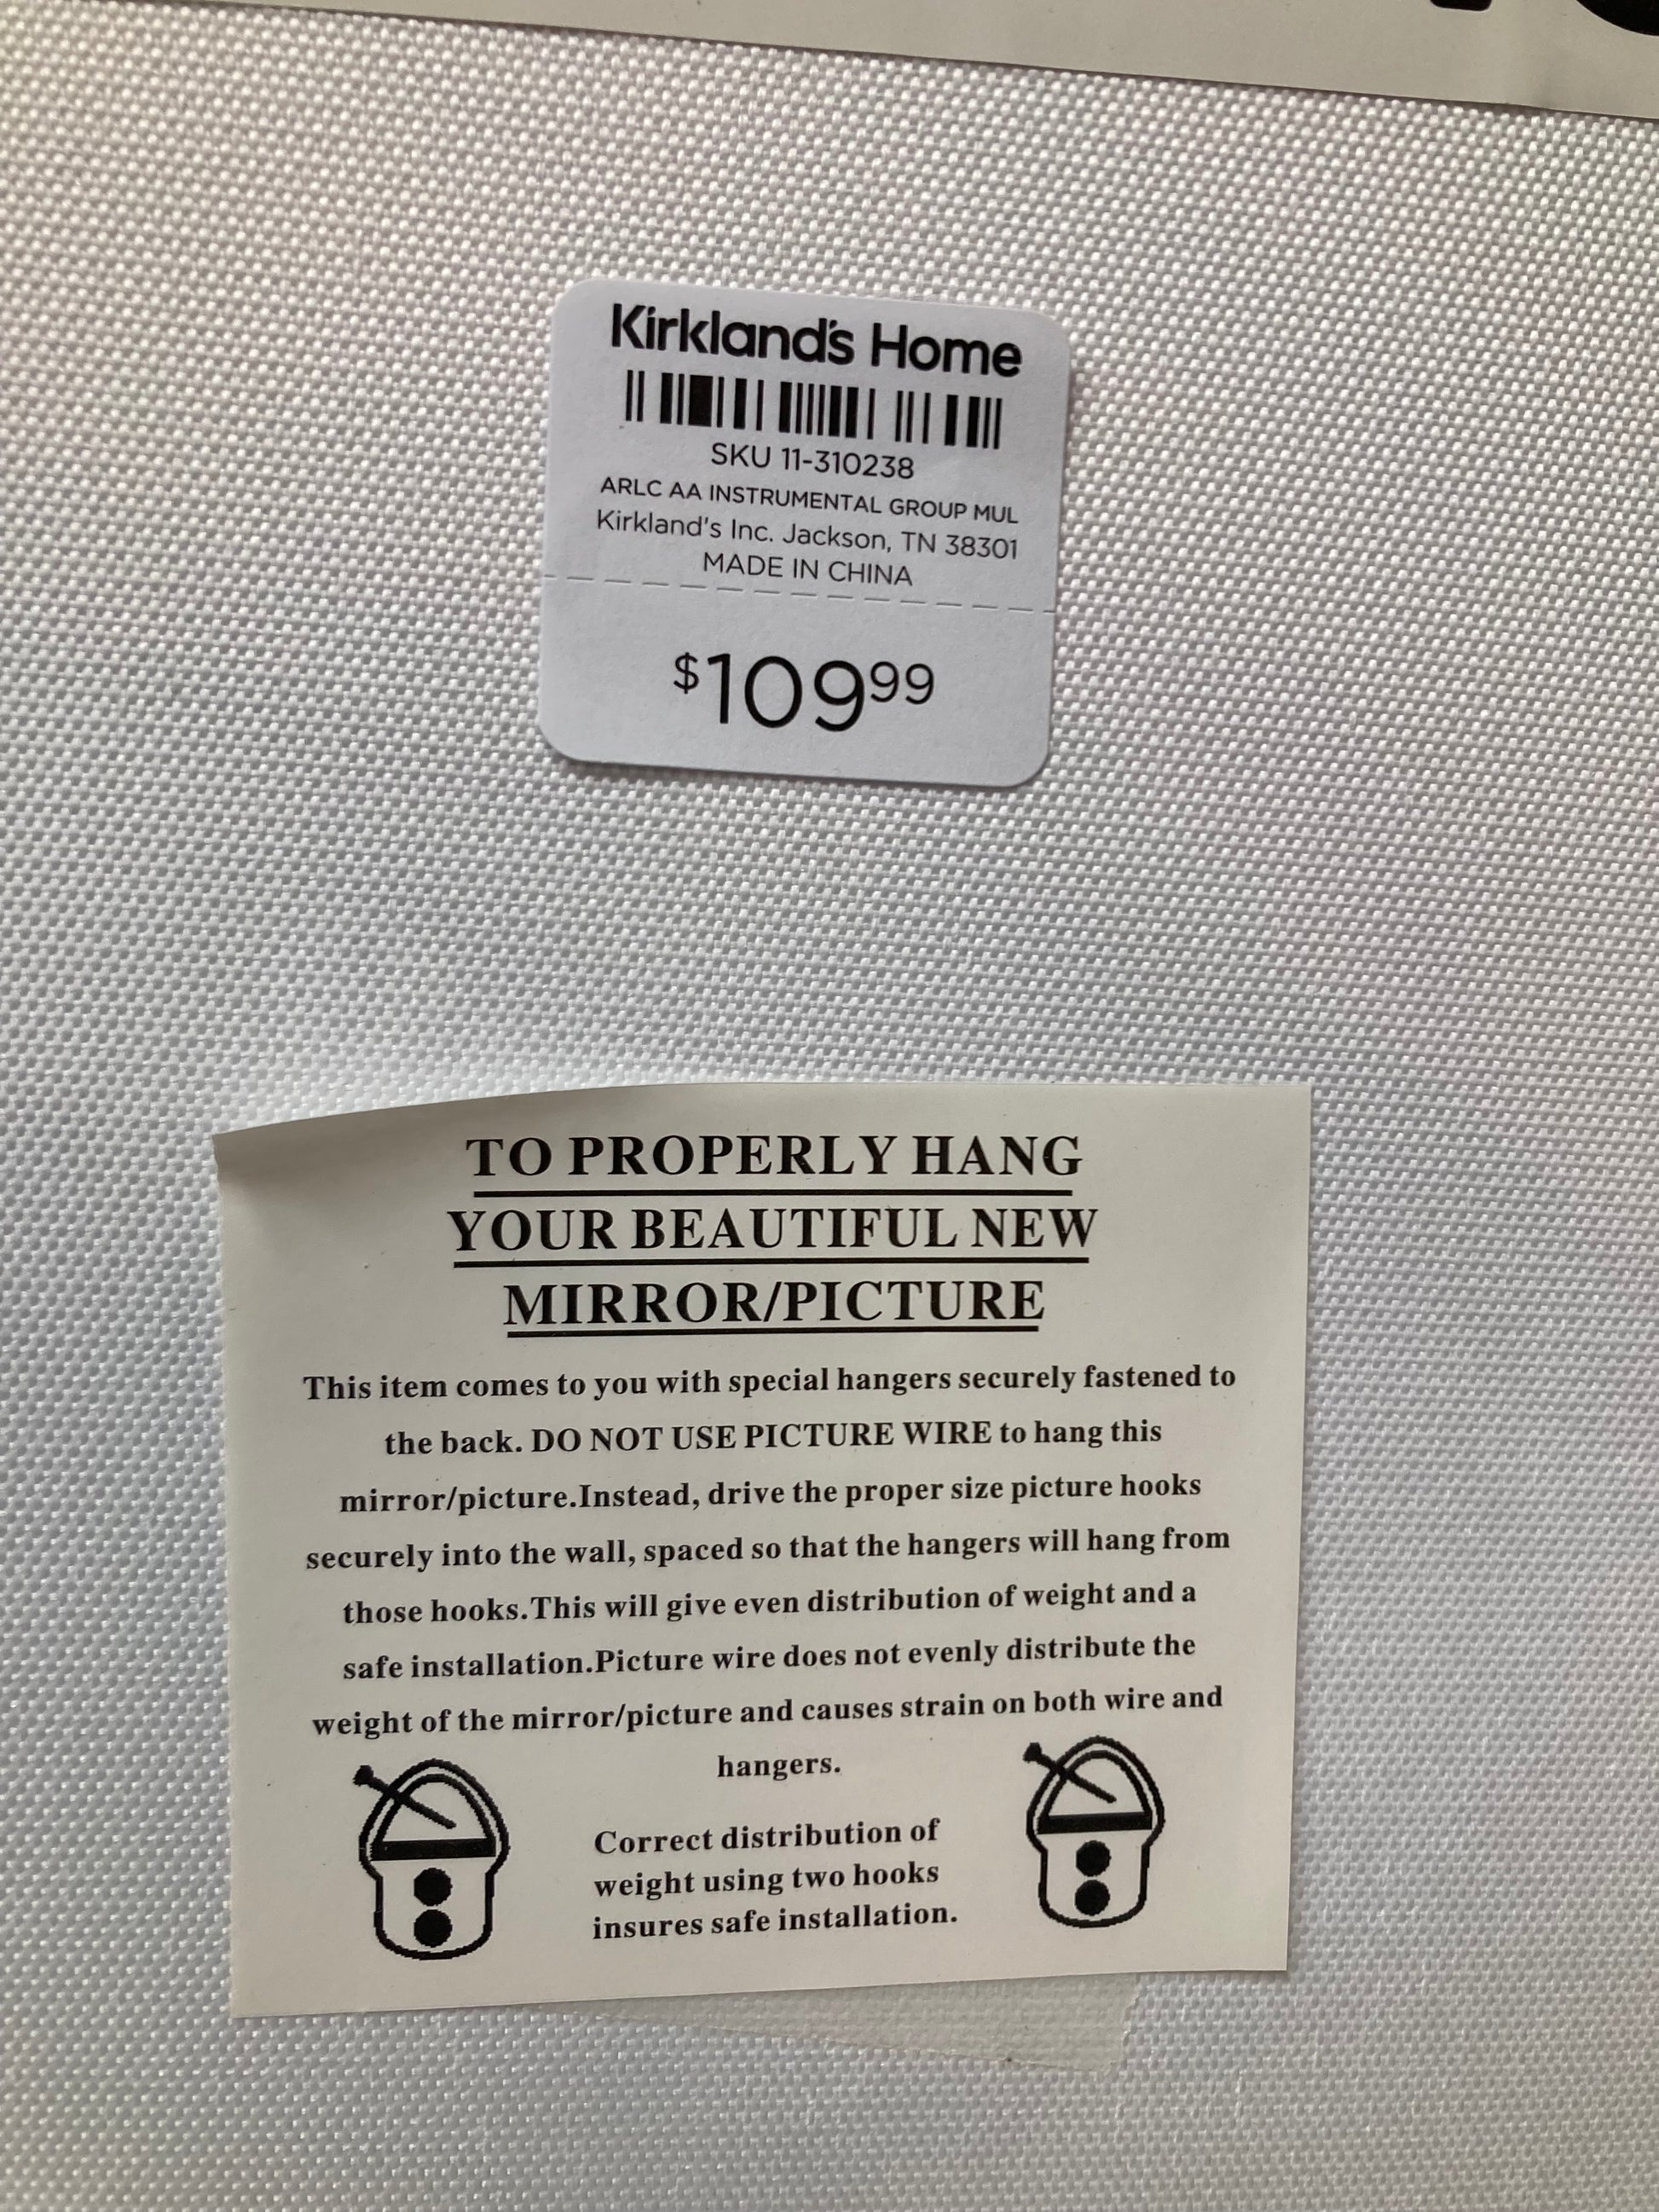 Kirkland's Home
SKU 11-310238
ARLC AA INSTRUMENTAL GROUP MUL
Kirkland's Inc. Jackson, TN 38301
MADE IN CHINA
$10999
TO PROPERLY HANG
YOUR BEAUTIFUL NEW
MIRROR/PICTURE
This item comes to you with special hangers securely fastened to
the back. DO NOT USE PICTURE WIRE to hang this
mirror/picture.Instead, drive the proper size picture hooks
securely into the wall, spaced so that the hangers will hang from
those hooks.This will give even distribution of weight and a
safe installation.Picture wire does not evenly distribute the
weight of the mirror/picture and causes strain on both wire and
hangers.
Correct distribution of
weight using two hooks
insures safe installation.